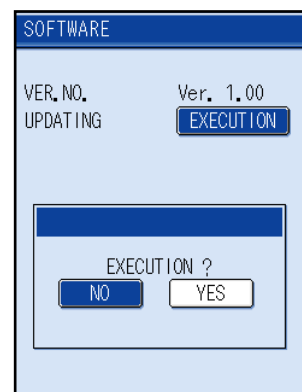 SOFTWARE
VER.NO. Ver. 1.00
UPDATING EXECUTION
EXECUTION ?
NO YES